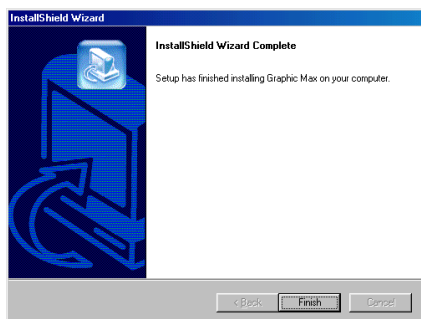 InstallShield Wizard
InstallShield Wizard Complete
Setup has finished installing Graphic Max on your computer.
< Back Finish Cancel